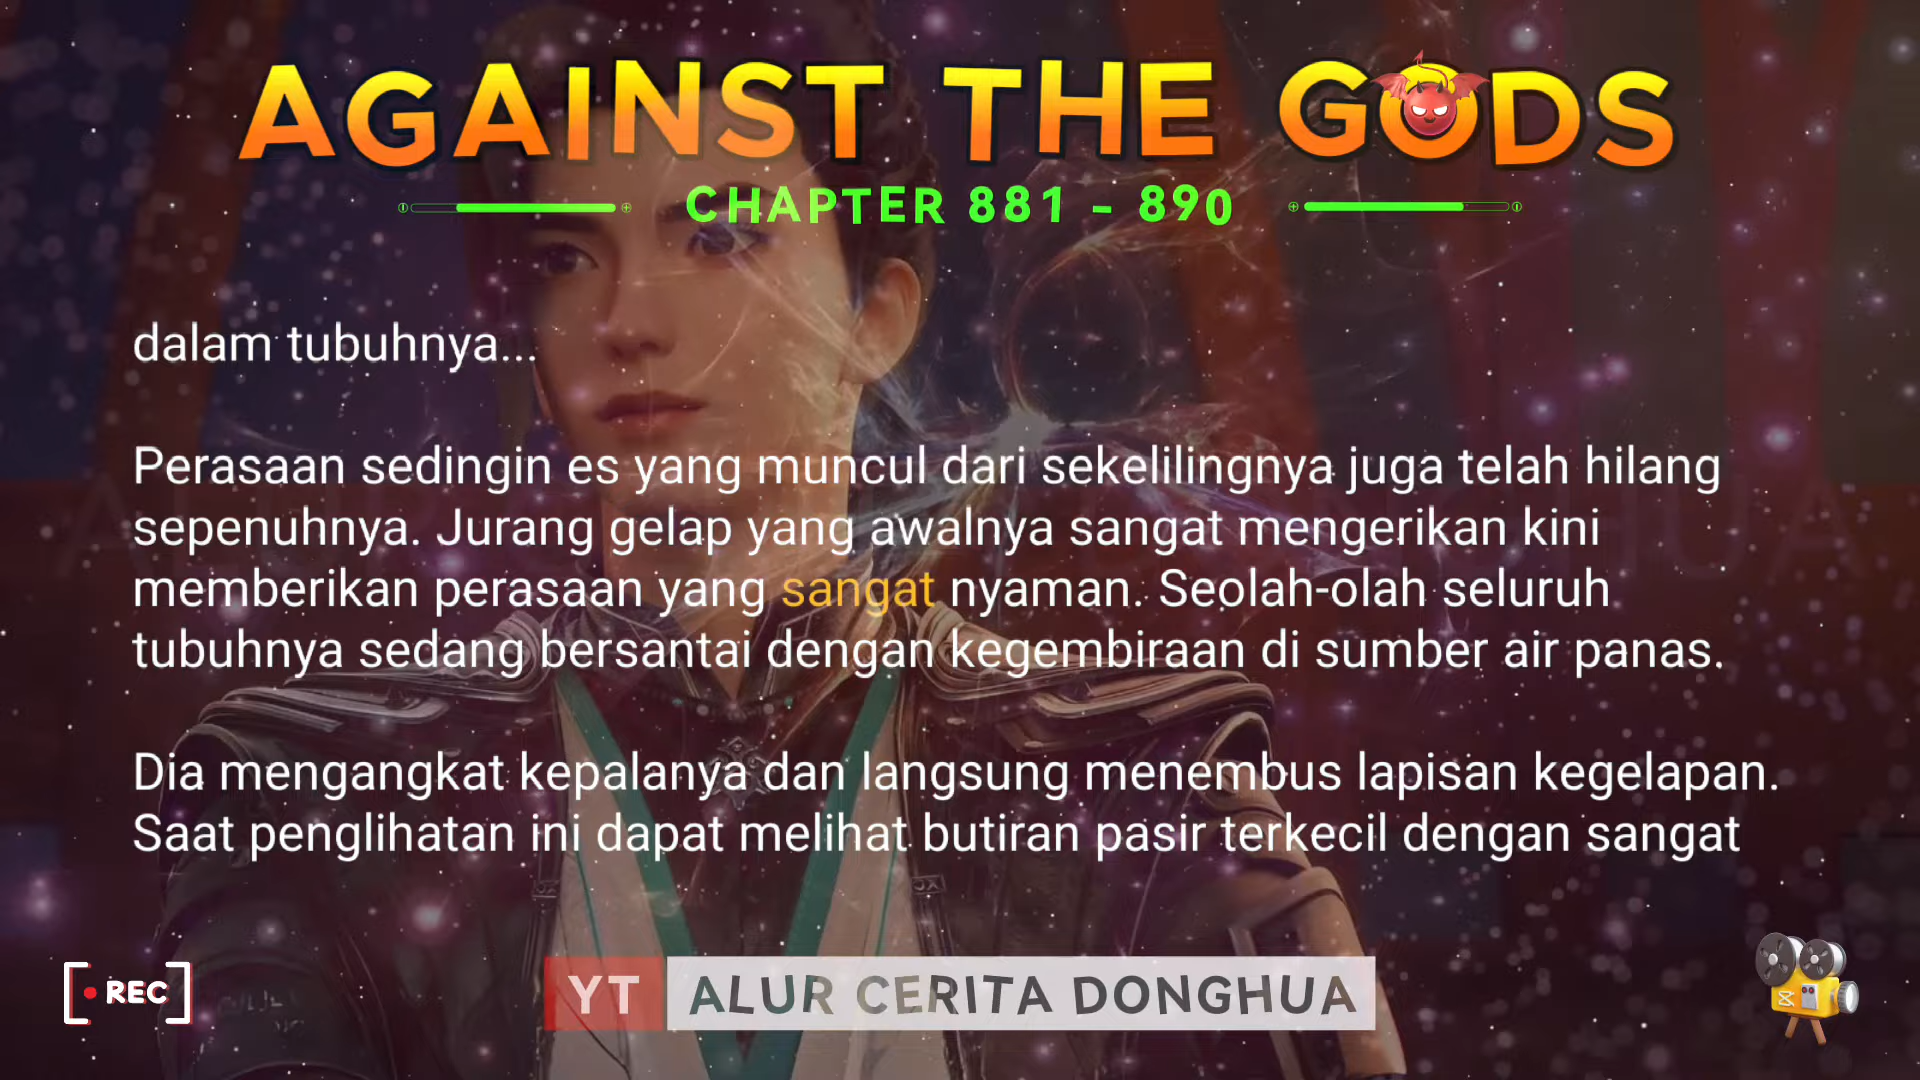 AGAINST THE GODS
CHAPTER 881 - 890
dalam tubuhnya...
Perasaan sedingin es yang muncul dari sekelilingnya juga telah hilang
sepenuhnya. Jurang gelap yang awalnya sangat mengerikan kini
memberikan perasaan yang sangat nyaman. Seolah-olah seluruh
tubuhnya sedang bersantai dengan kegembiraan di sumber air panas.
Dia mengangkat kepalanya dan langsung menembus lapisan kegelapan.
Saat penglihatan ini dapat melihat butiran pasir terkecil dengan sangat
REC
YT ALUR CERITA DONGHUA